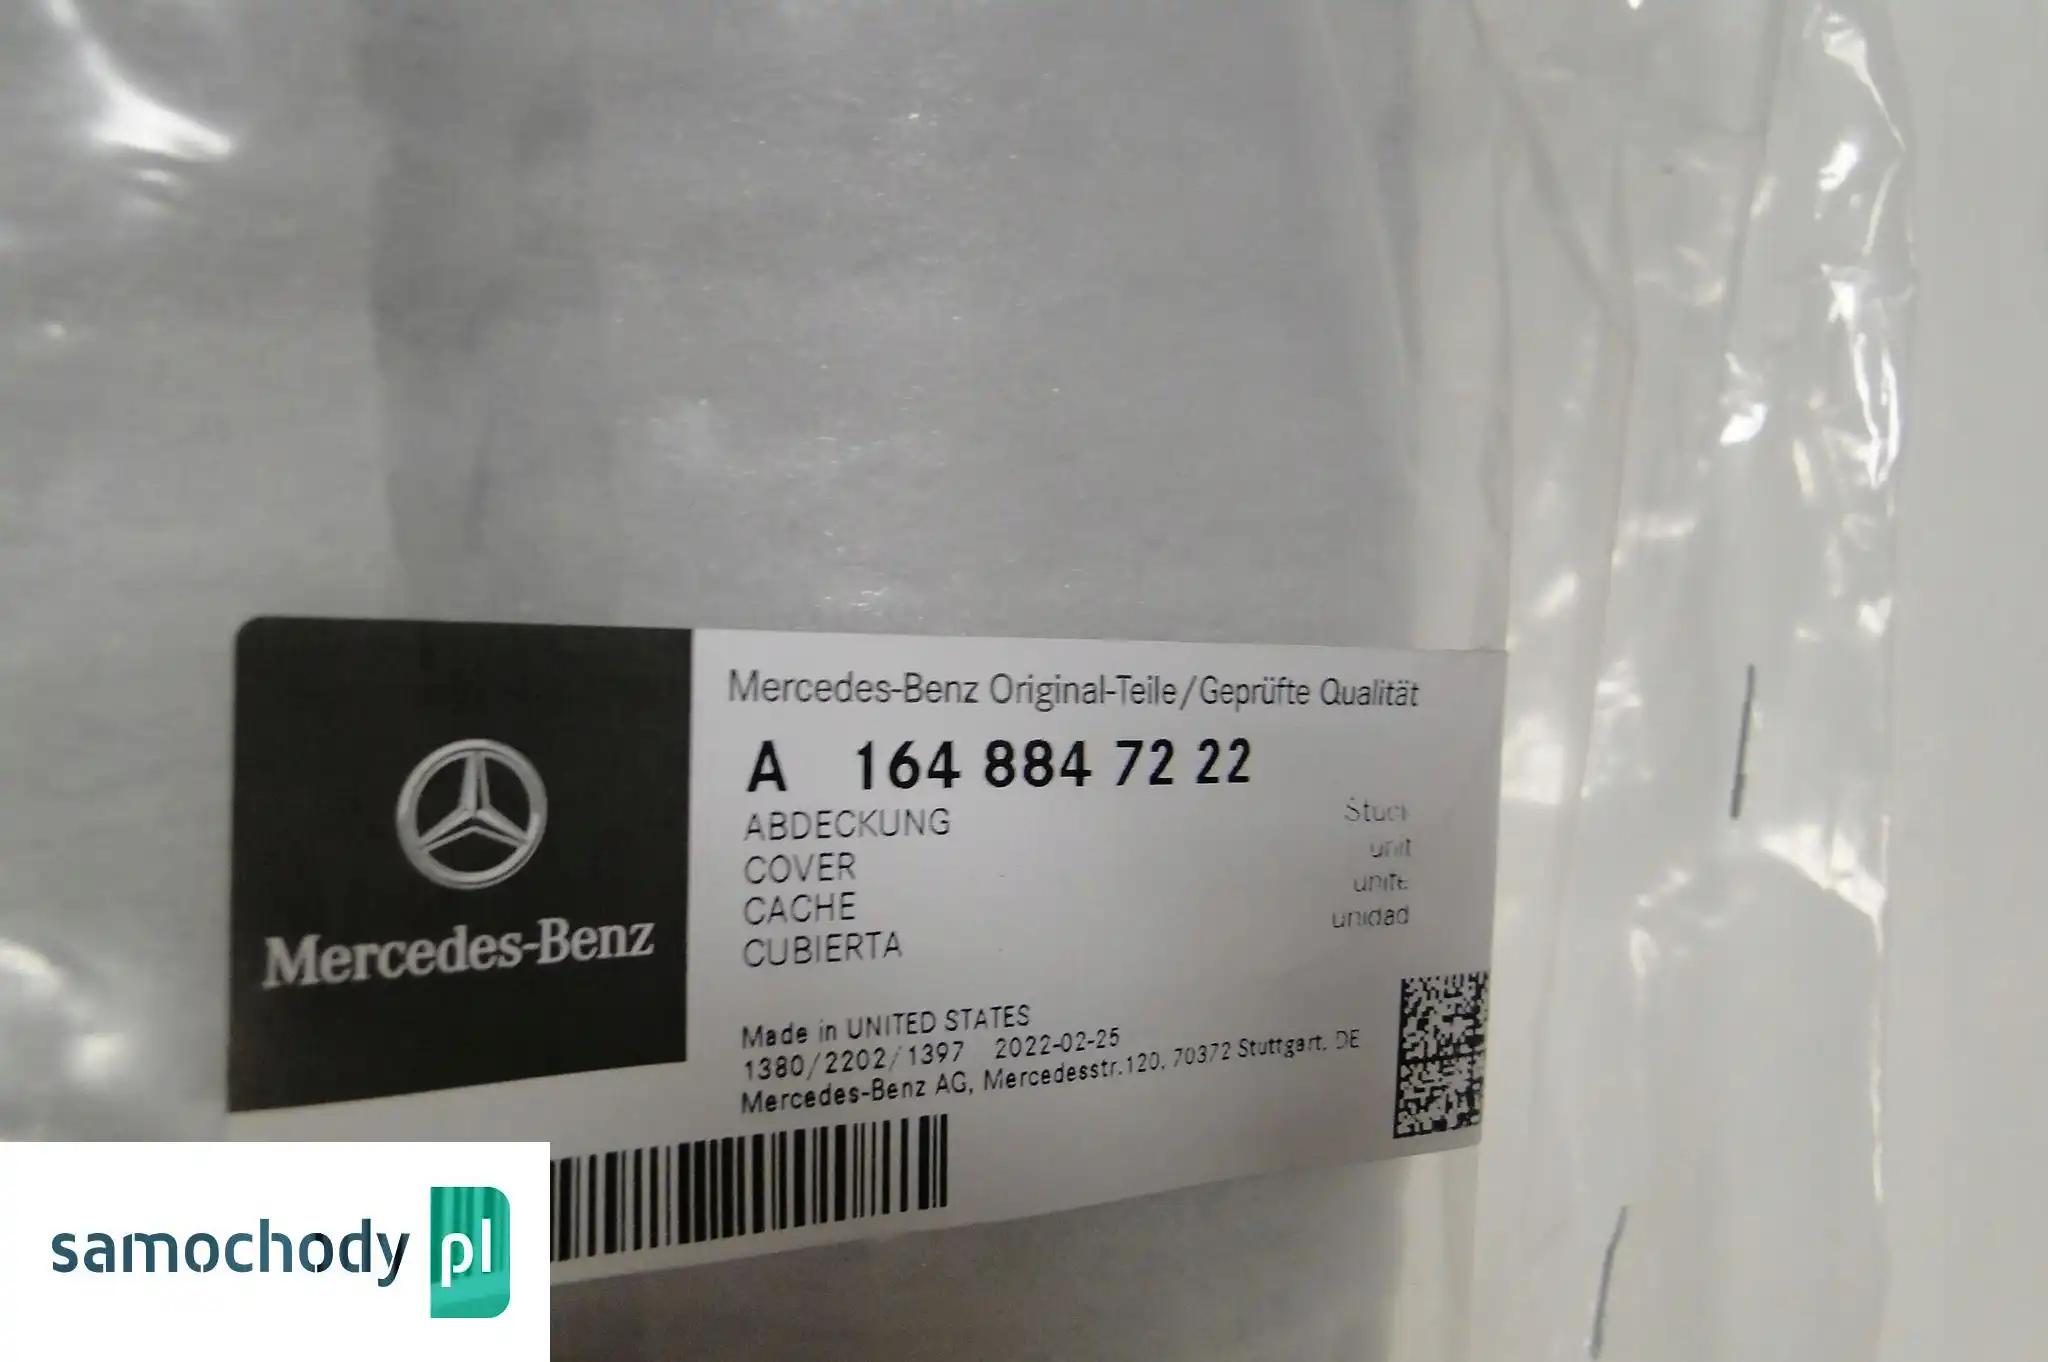 Mercedes-Benz
Mercedes-Benz Original-Teile/Geprüfte Qualität
A 164 884 72 22
ABDECKUNG
COVER
CACHE
CUBIERTA
unit
unidad
Made in UNITED STATES
1380/2202/1397 2022-02-25
Mercedes-Benz AG, Mercedesstr.120, 70372 Stuttgart, DE
samochody pl